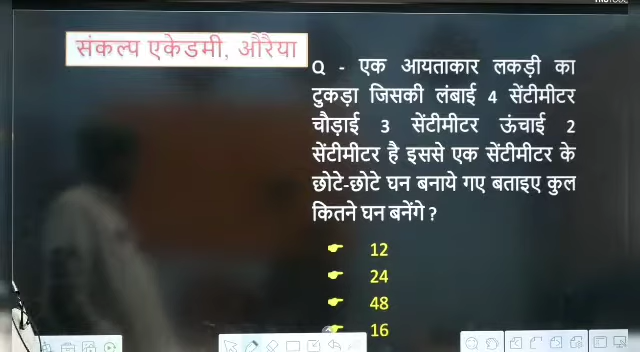 संकल्प एकेडमी, औरैया
Q - एक आयताकार लकड़ी का
टुकड़ा जिसकी लंबाई 4 सेंटीमीटर
चौड़ाई 3 सेंटीमीटर ऊंचाई 2
सेंटीमीटर है इससे एक सेंटीमीटर के
छोटे-छोटे घन बनाये गए बताइए कुल
कितने घन बनेंगे ?
12
24
48
16